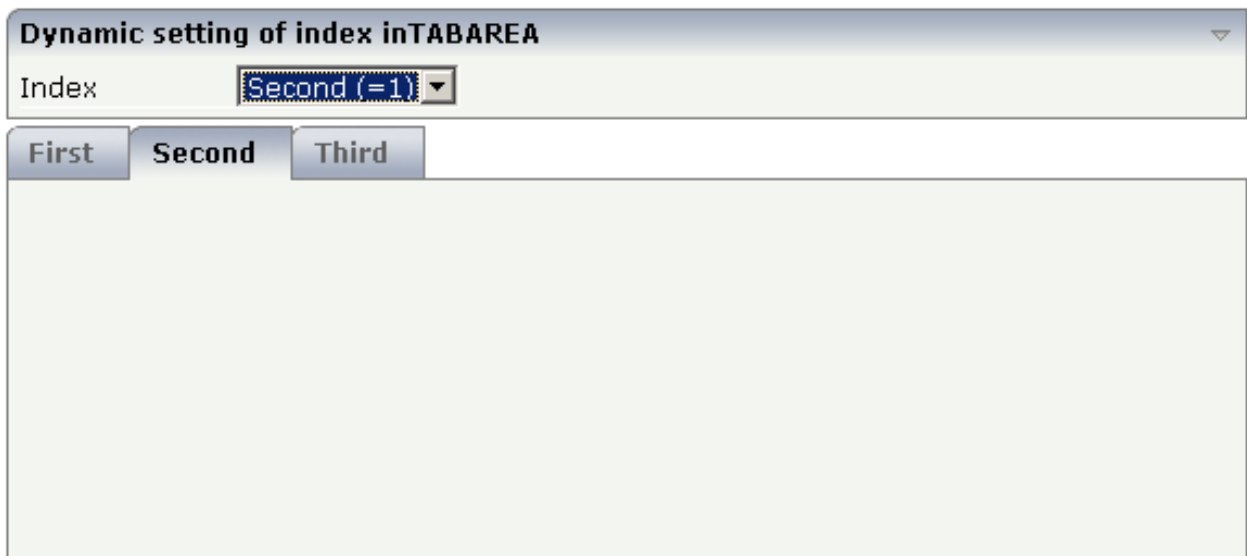 Dynamic setting of index inTABAREA
Index Second (=1)
First Second Third